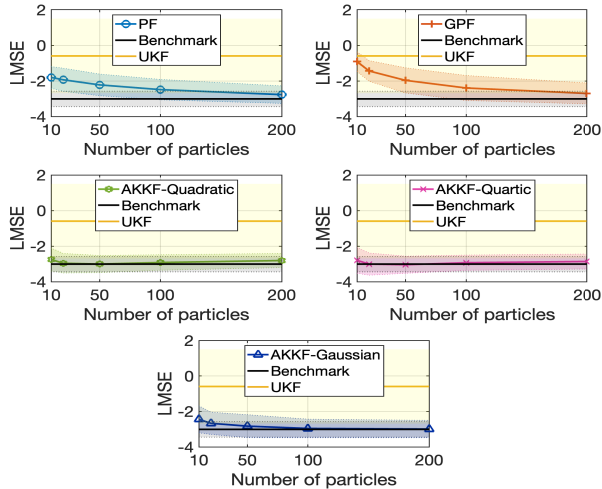 2
0
-2
-4
LMSE
PF
Benchmark
UKF
10
50
100
200
Number of particles
2
0
-2
-4
LMSE
GPF
Benchmark
UKF
10
50
100
200
Number of particles
2
0
-2
-4
LMSE
AKKF-Quadratic
Benchmark
UKF
10
50
100
200
Number of particles
2
0
-2
-4
LMSE
AKKF-Quartic
Benchmark
UKF
10
50
100
200
Number of particles
2
0
-2
-4
LMSE
AKKF-Gaussian
Benchmark
UKF
10
50
100
200
Number of particles